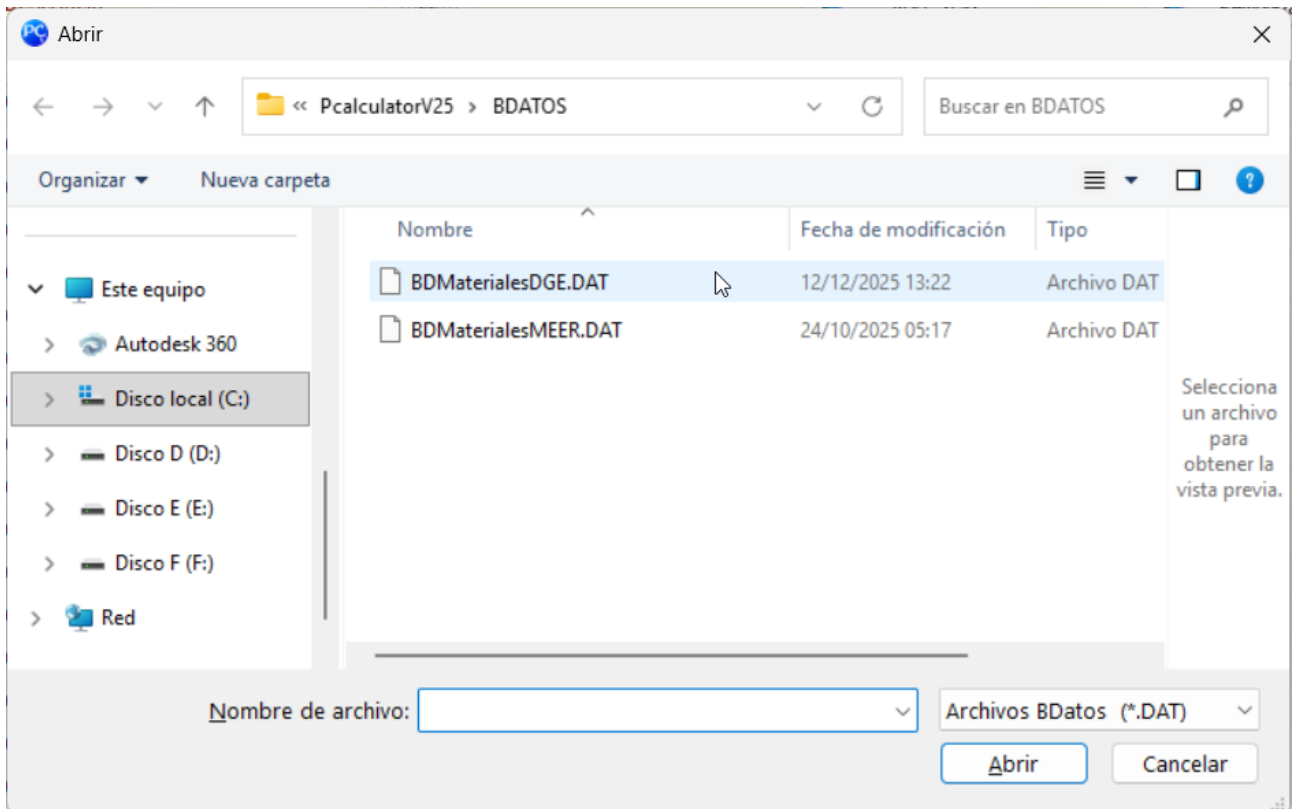 PC Abrir
« PcalculatorV25 > BDATOS Buscar en BDATOS
Organizar Nueva carpeta ?
Nombre Fecha de modificación Tipo
Este equipo
Autodesk 360
Disco local (C:)
Disco D (D:)
Disco E (E:)
Disco F (F:)
Red
BDMaterialesDGE.DAT 12/12/2025 13:22 Archivo DAT
BDMaterialesMEER.DAT 24/10/2025 05:17 Archivo DAT
Selecciona
un archivo
para
obtener la
vista previa.
Nombre de archivo: Archivos BDatos (*.DAT)
Abrir Cancelar